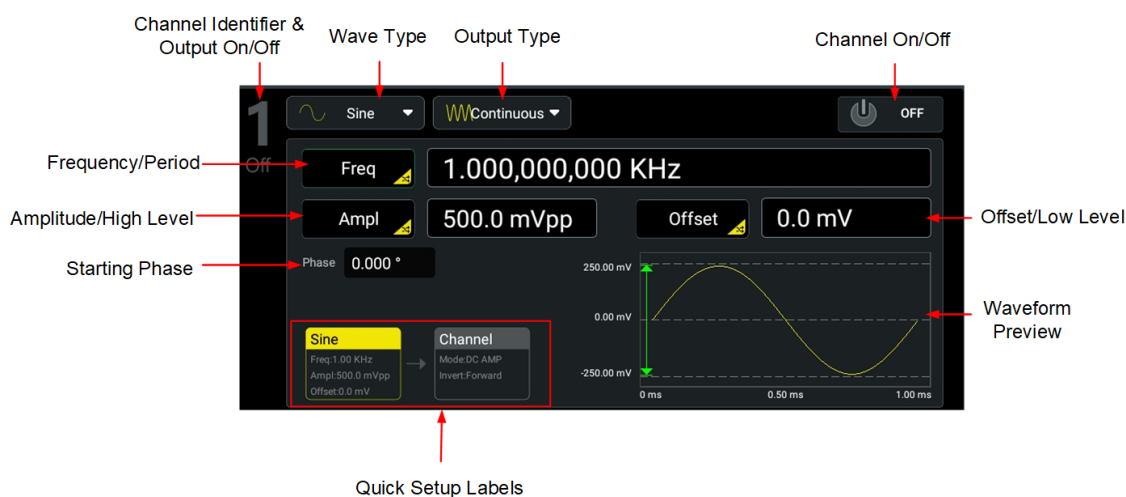 Channel Identifier &
Output On/Off
Wave Type
Output Type
Channel On/Off
1
Sine
Continuous
OFF
Off
Frequency/Period
Freq
1.000,000,000 KHz
Amplitude/High Level
Ampl
500.0 mVpp
Offset
0.0 mV
Offset/Low Level
Starting Phase
Phase
0.000 °
250.00 mV
0.00 mV
-250.00 mV
0 ms
0.50 ms
1.00 ms
Waveform
Preview
Sine
Freq:1.00 KHz
Ampl:500.0 mVpp
Offset:0.0 mV
Channel
Mode:DC AMP
Invert:Forward
Quick Setup Labels